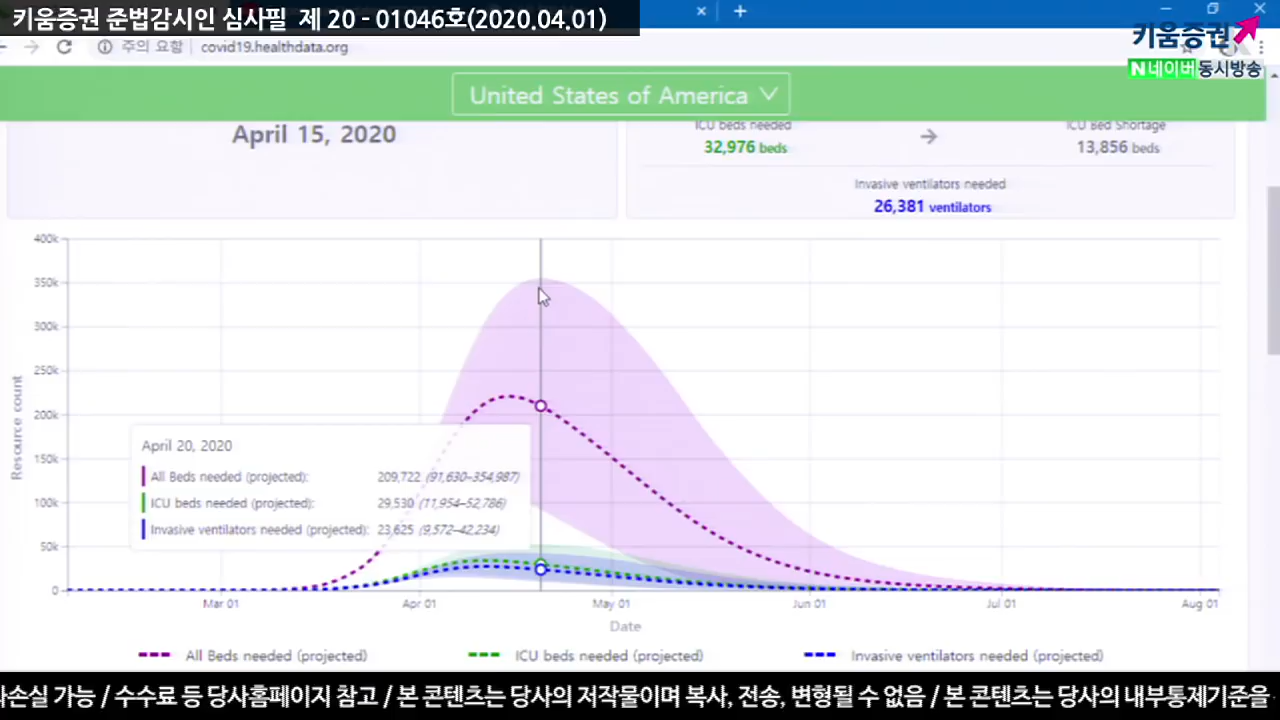 키움증권 준법감시인 심사필 제 20 - 01046호(2020.04.01)
주의 요함 covid19.healthdata.org
키움증권
N네이버 동시방송
United States of America
April 15, 2020
ICU beds needed
32,976 beds
ICU Bed Shortage
13,856 beds
Invasive ventilators needed
26,381 ventilators
400k
350k
300k
250k
200k
150k
100k
50k
0
Resource count
April 20, 2020
All Beds needed (projected): 209,722 (91,630–354,987)
ICU beds needed (projected): 29,530 (11,954–52,786)
Invasive ventilators needed (projected): 23,625 (9,572–42,234)
Mar 01 Apr 01 May 01 Jun 01 Jul 01 Aug 01
Date
All Beds needed (projected) ICU beds needed (projected) Invasive ventilators needed (projected)
손실 가능 / 수수료 등 당사홈페이지 참고 / 본 콘텐츠는 당사의 저작물이며 복사, 전송, 변형될 수 없음 / 본 콘텐츠는 당사의 내부통제기준을